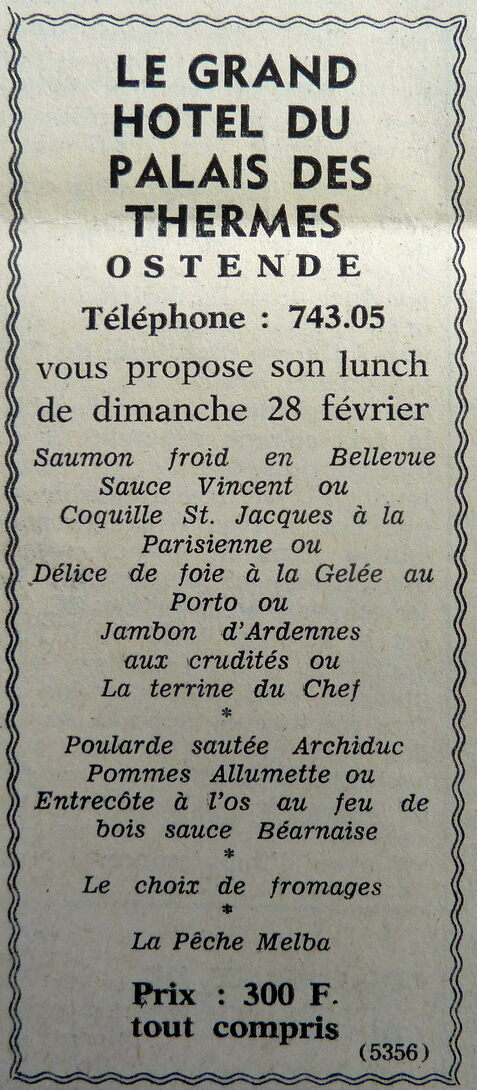 LE GRAND
HOTEL DU
PALAIS DES
THERMES
OSTENDE
Téléphone : 743.05
vous propose son lunch
de dimanche 28 février
Saumon froid en Bellevue
Sauce Vincent ou
Coquille St. Jacques à la
Parisienne ou
Délice de foie à la Gelée au
Porto ou
Jambon d'Ardennes
aux crudités ou
La terrine du Chef
*
Poularde sautée Archiduc
Pommes Allumette ou
Entrecôte à l'os au feu de
bois sauce Béarnaise
*
Le choix de fromages
*
La Pêche Melba
Prix : 300 F.
tout compris
(5356)